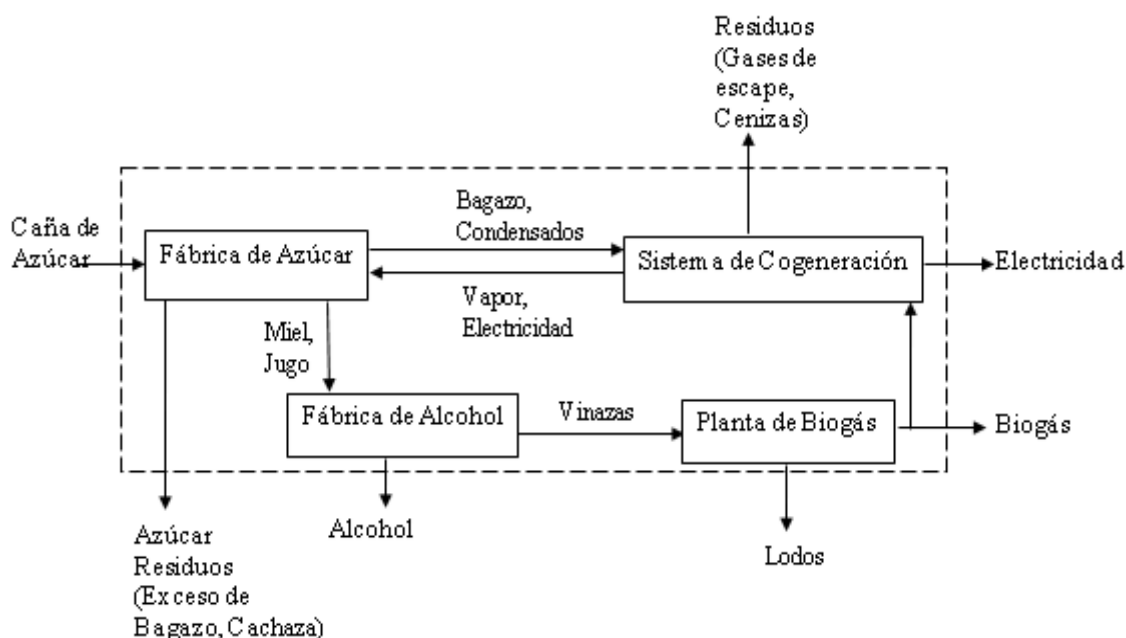 Residuos
(Gases de
escape,
Cenizas)
Caña de
Azúcar
Fábrica de Azúcar
Bagazo,
Condensados
Sistema de Cogeneración
Electricidad
Vapor,
Electricidad
Miel,
Jugo
Fábrica de Alcohol
Vinazas
Planta de Biogás
Biogás
Azúcar
Residuos
(Exceso de
Bagazo, Cachaza)
Alcohol
Lodos